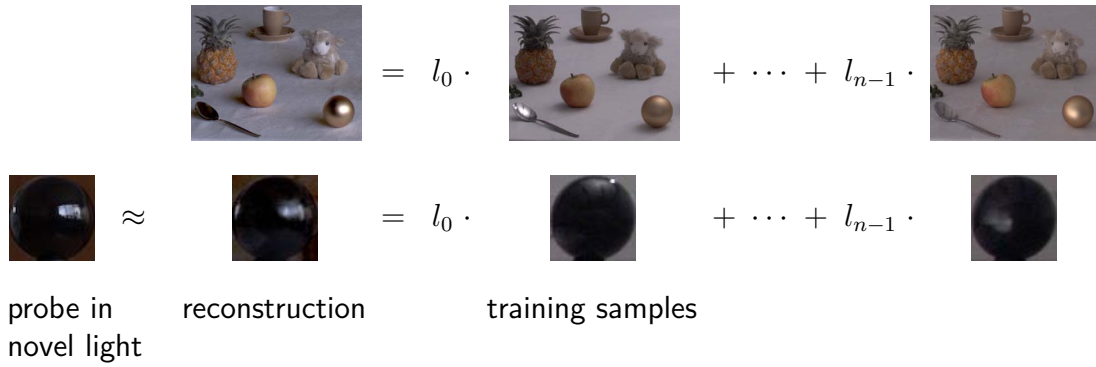 = l₀ · + ··· + lₙ₋₁ ·
≈ = l₀ · + ··· + lₙ₋₁ ·
probe in reconstruction training samples
novel light